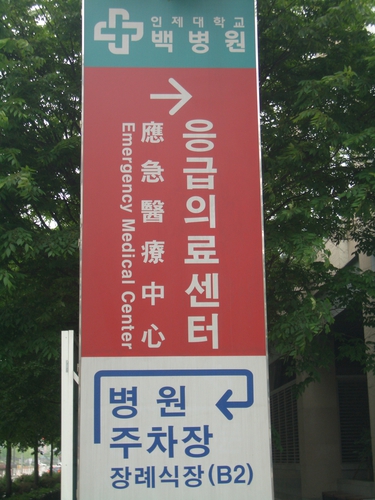 인제대학교
백병원
응급의료센터
應急醫療中心
Emergency Medical Center
병원
주차장
장례식장(B2)